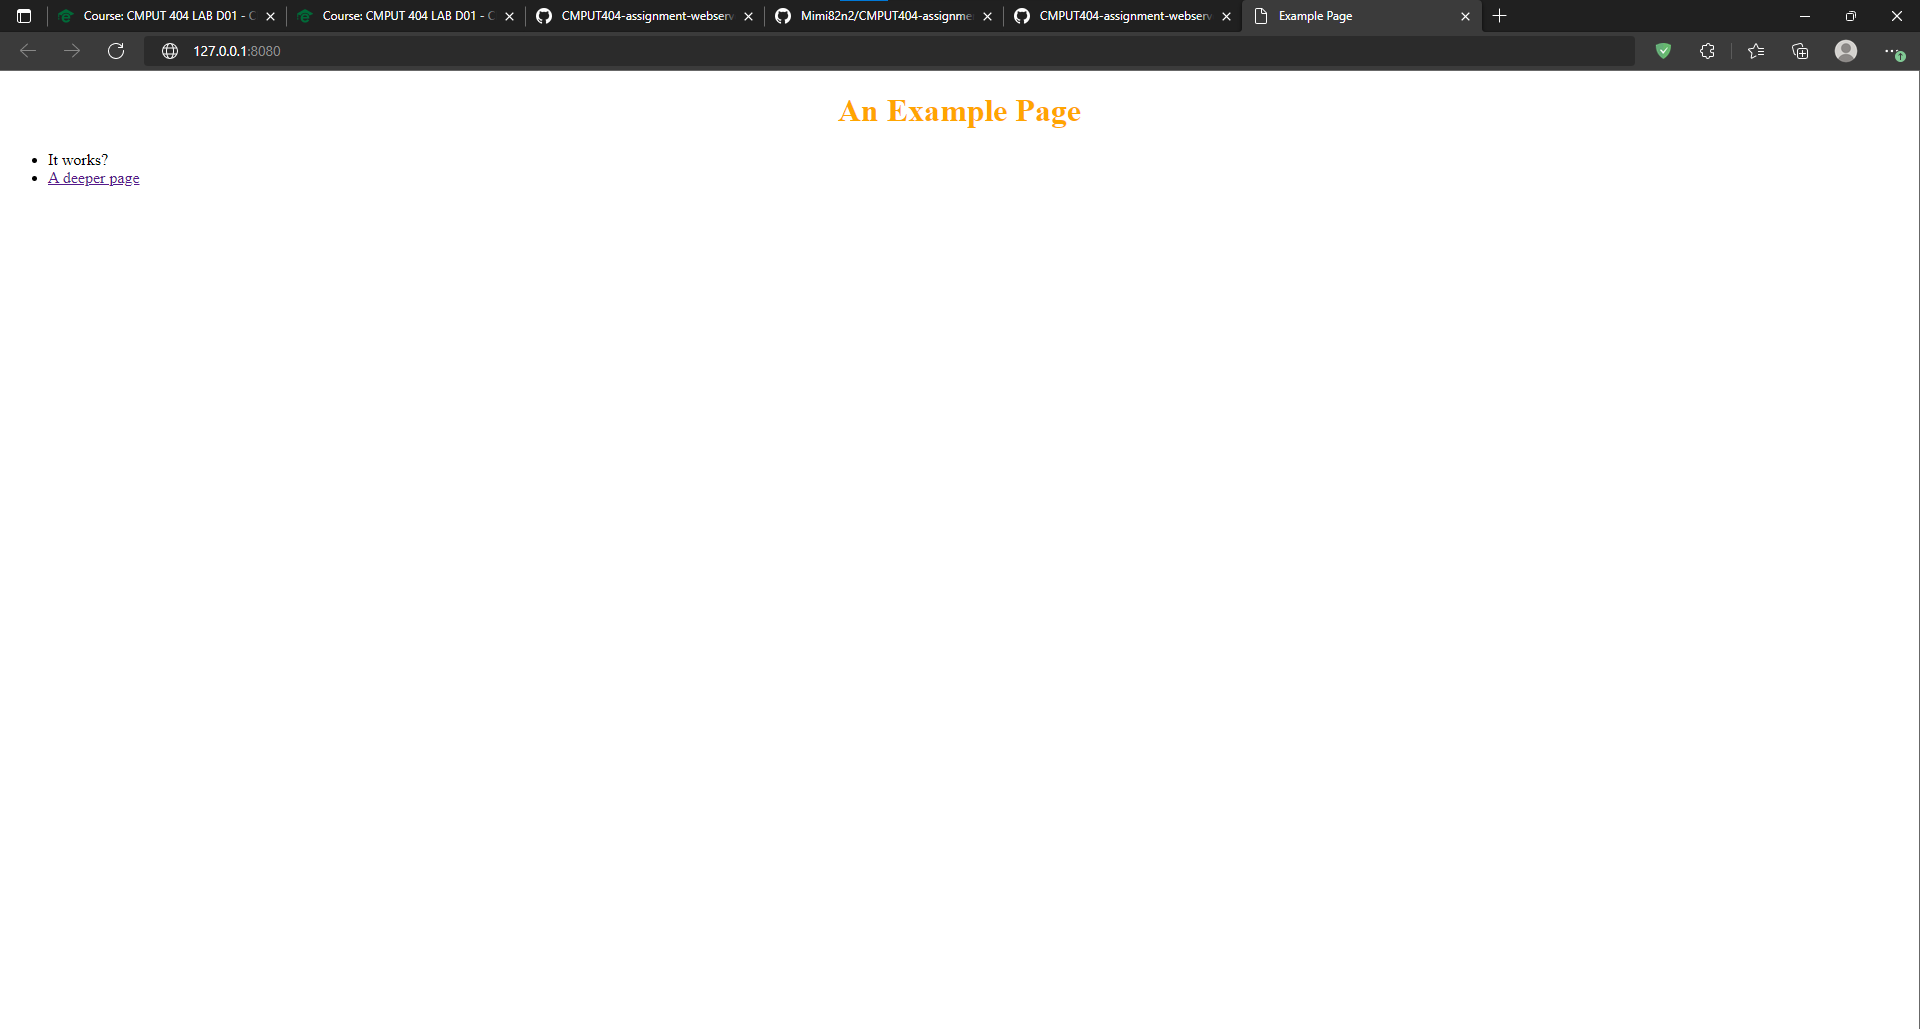 Course: CMPUT 404 LAB D01 - C
Course: CMPUT 404 LAB D01 - C
CMPUT404-assignment-webserv
Mimi82n2/CMPUT404-assignme
CMPUT404-assignment-webserv
Example Page
127.0.0.1:8080
An Example Page
It works?
A deeper page